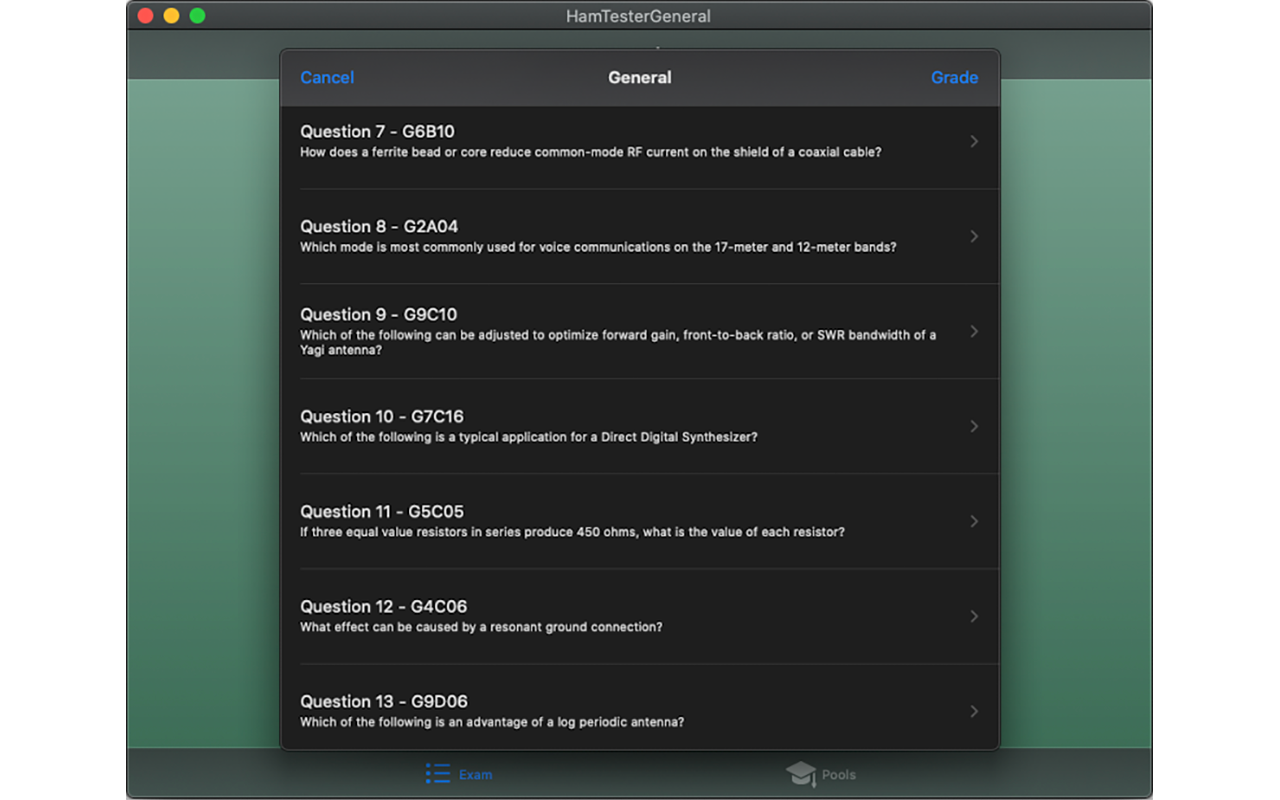 HamTesterGeneral
Cancel
General
Grade
Question 7 - G6B10
How does a ferrite bead or core reduce common-mode RF current on the shield of a coaxial cable?
Question 8 - G2A04
Which mode is most commonly used for voice communications on the 17-meter and 12-meter bands?
Question 9 - G9C10
Which of the following can be adjusted to optimize forward gain, front-to-back ratio, or SWR bandwidth of a
Yagi antenna?
Question 10 - G7C16
Which of the following is a typical application for a Direct Digital Synthesizer?
Question 11 - G5C05
If three equal value resistors in series produce 450 ohms, what is the value of each resistor?
Question 12 - G4C06
What effect can be caused by a resonant ground connection?
Question 13 - G9D06
Which of the following is an advantage of a log periodic antenna?
Exam
Pools